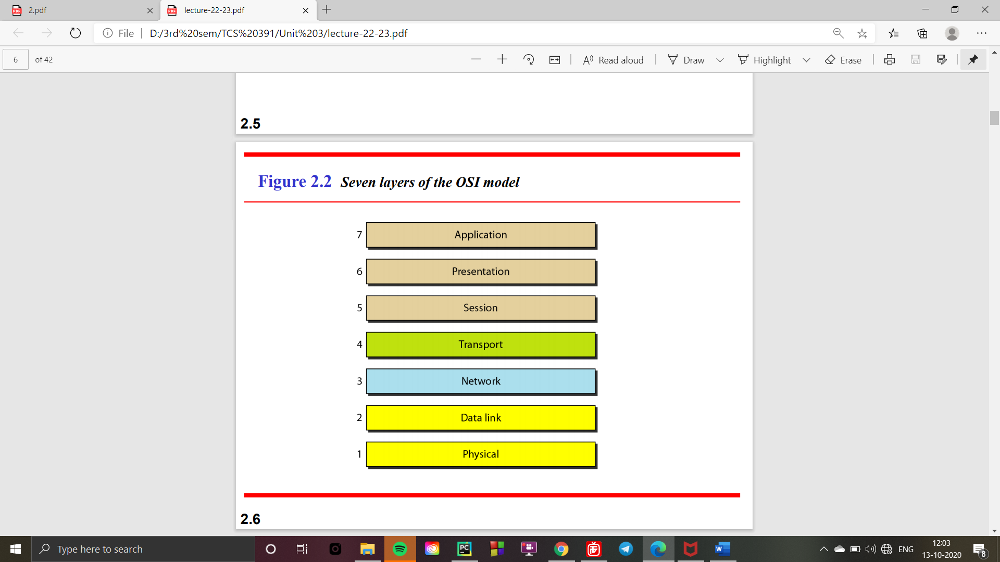 2.pdf
lecture-22-23.pdf
File | D:/3rd%20sem/TCS%20391/Unit%203/lecture-22-23.pdf
6 of 42
Read aloud
Draw
Highlight
Erase
2.5
Figure 2.2 Seven layers of the OSI model
7 Application
6 Presentation
5 Session
4 Transport
3 Network
2 Data link
1 Physical
2.6
Type here to search
PC
W
ENG
12:03
13-10-2020
8